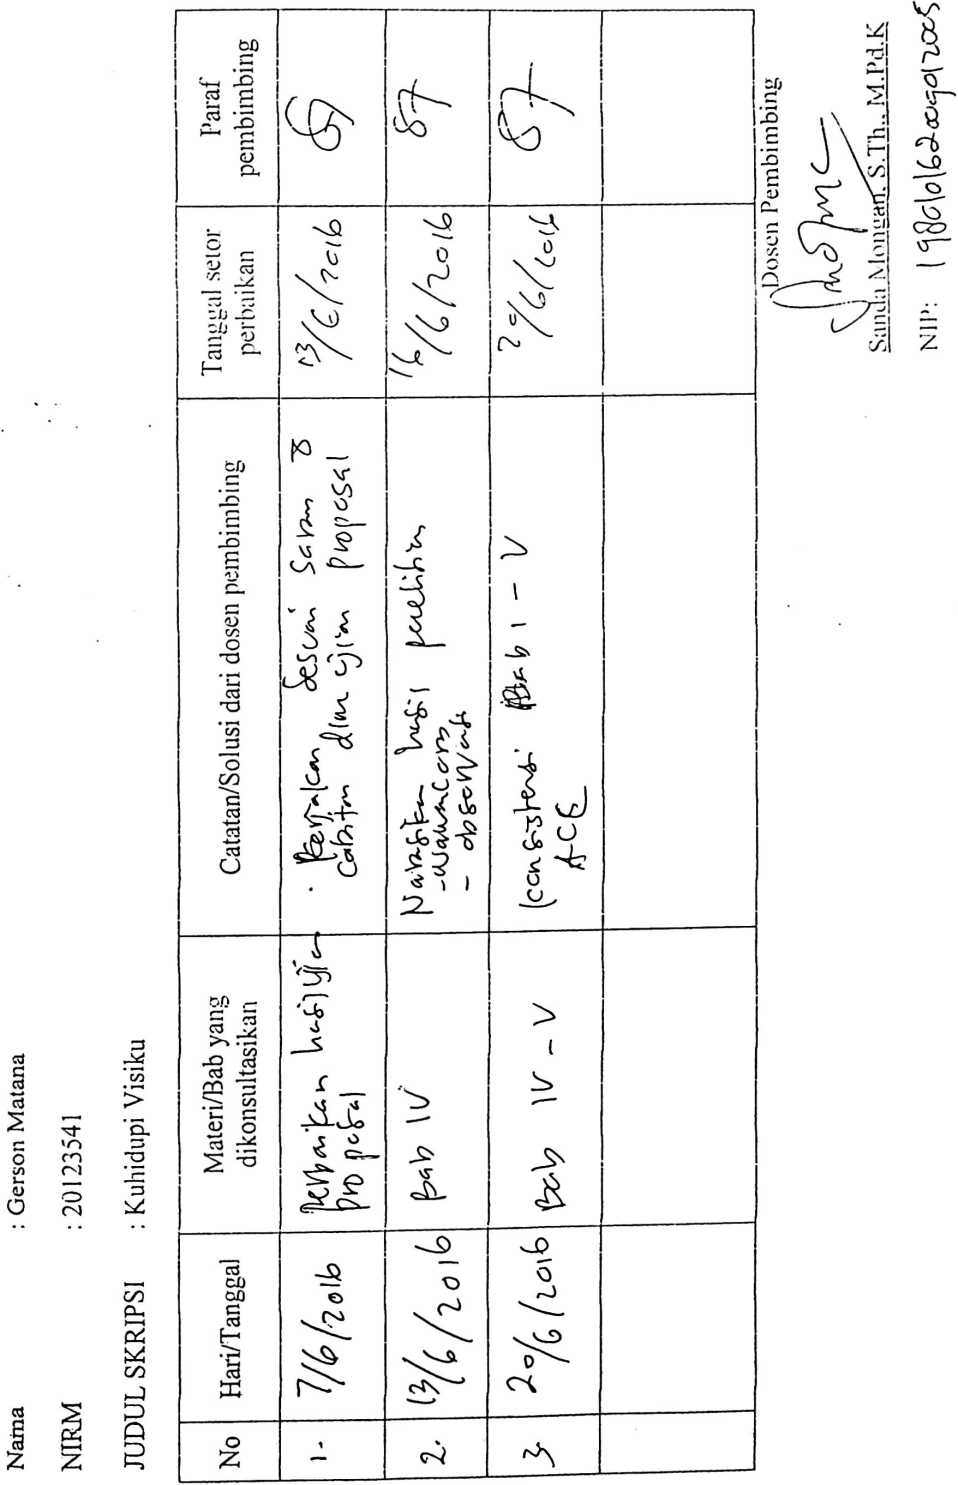 Nama : Gerson Matana
NIRM : 20123541
JUDUL SKRIPSI : Kuhidupi Visiku
No
Hari/Tanggal
Materi/Bab yang
dikonsultasikan
Catatan/Solusi dari dosen pembimbing
Tanggal setor
perbaikan
Paraf
pembimbing
1.
7/6/2016
Perbaikan hasil ujian
proposal
. Kerjakan sesuai saran &
catatan dlm ujian proposal
13/6/2016
2.
13/6/2016
Bab IV
Narasikan hasil penelitian
- wawancara
- observasi
16/6/2016
3.
20/6/2016
Bab IV - V
konsistensi Bab I - V
ACC
20/6/2016
Dosen Pembimbing
Sanda Mongan, S.Th., M.Pd.K
NIP: